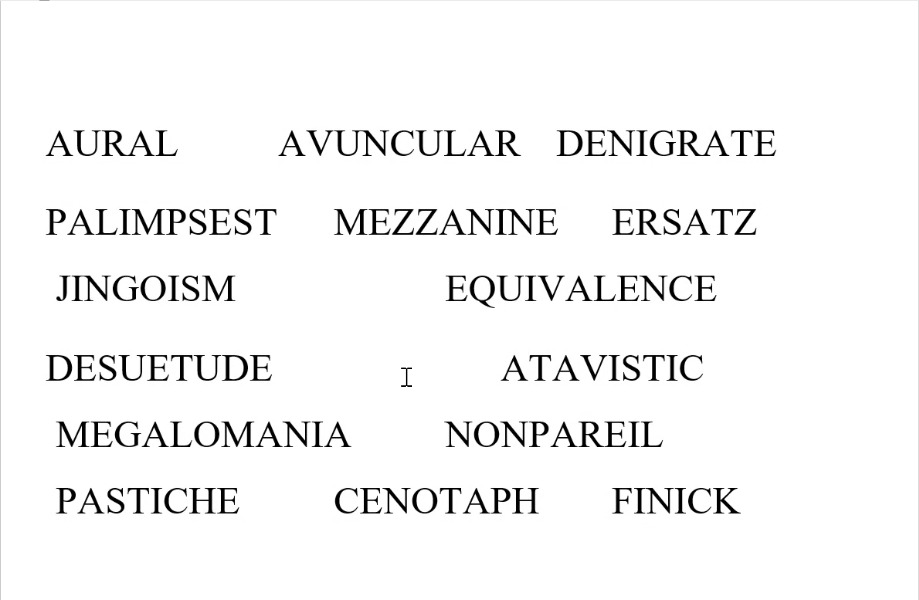 AURAL AVUNCULAR DENIGRATE
PALIMPSEST MEZZANINE ERSATZ
JINGOISM EQUIVALENCE
DESUETUDE ATAVISTIC
MEGALOMANIA NONPAREIL
PASTICHE CENOTAPH FINICK